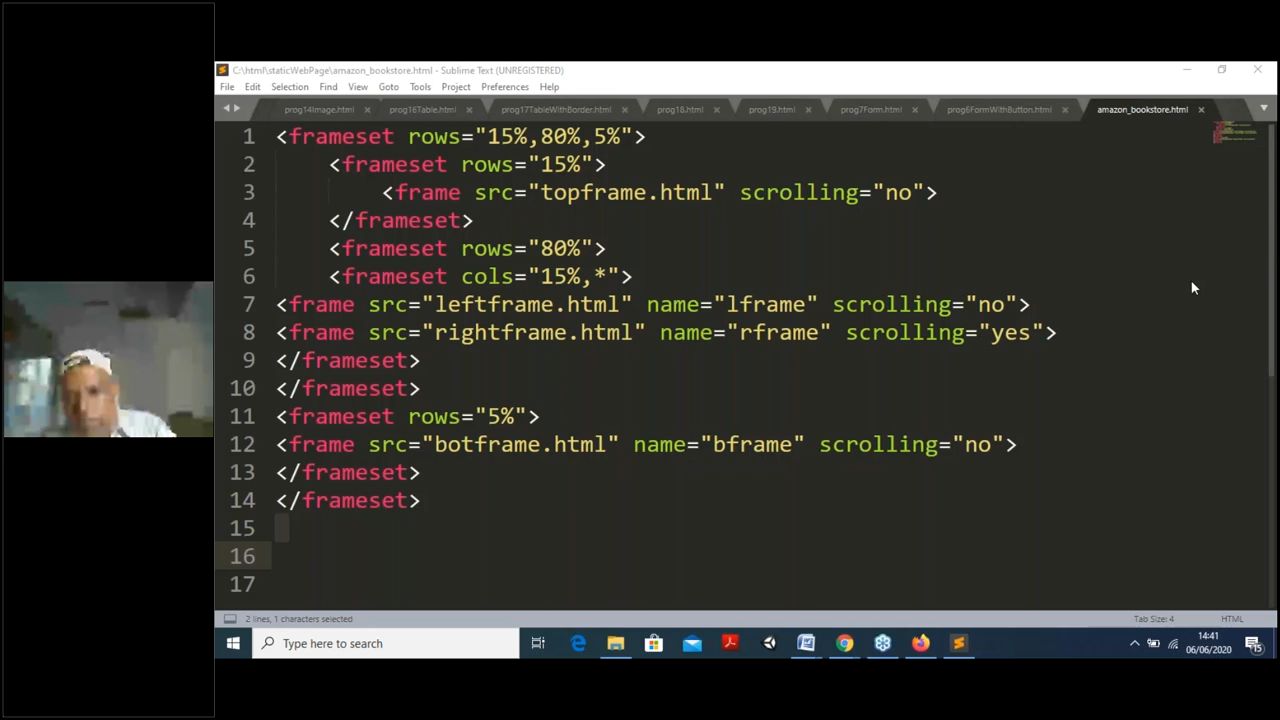 C:\html\staticWebPage\amazon_bookstore.html - Sublime Text (UNREGISTERED)
File Edit Selection Find View Goto Tools Project Preferences Help
prog14Image.html prog16Table.html prog17TableWithBorder.html prog18.html prog19.html prog7Form.html prog6FormWithButton.html amazon_bookstore.html
1 <frameset rows="15%,80%,5%">
2 <frameset rows="15%">
3 <frame src="topframe.html" scrolling="no">
4 </frameset>
5 <frameset rows="80%">
6 <frameset cols="15%,*">
7 <frame src="leftframe.html" name="lframe" scrolling="no">
8 <frame src="rightframe.html" name="rframe" scrolling="yes">
9 </frameset>
10 </frameset>
11 <frameset rows="5%">
12 <frame src="botframe.html" name="bframe" scrolling="no">
13 </frameset>
14 </frameset>
15
16
17
2 lines, 1 characters selected Tab Size: 4 HTML
Type here to search
14:41
06/06/2020
15